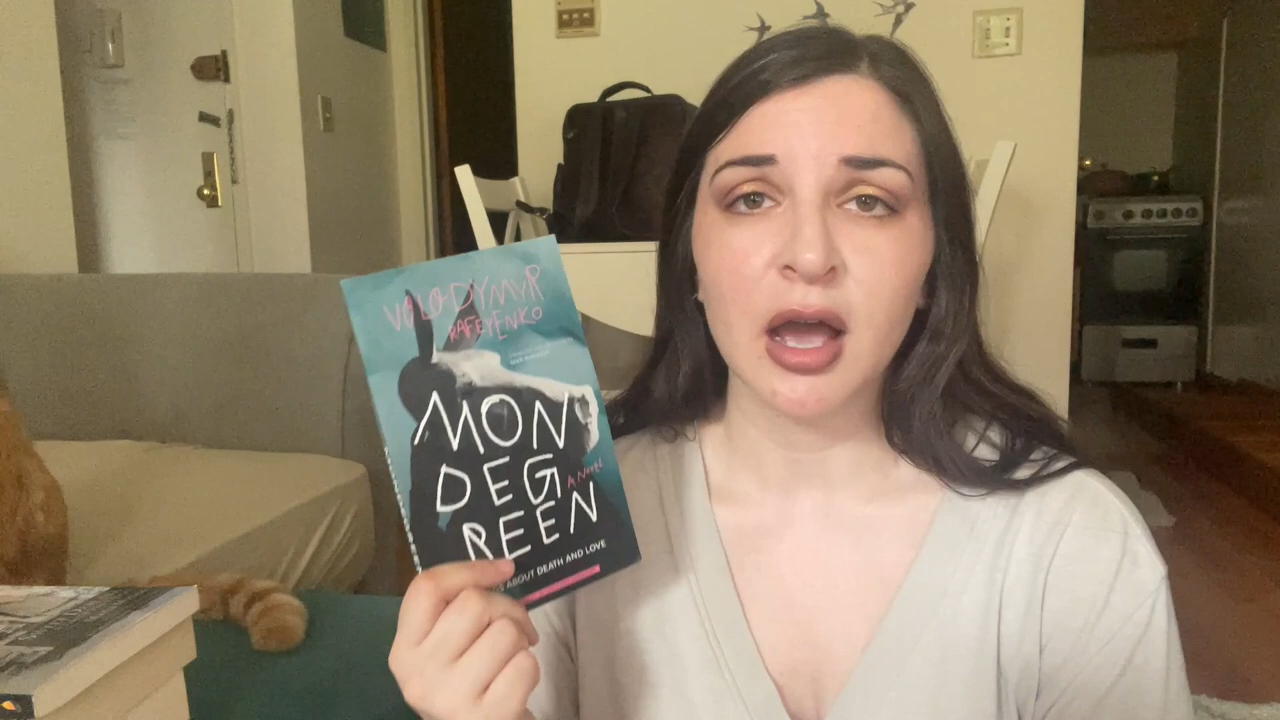 VOLODYMYR
RAFEYENKO
MON
DEG
A NOVEL
REEN
ABOUT DEATH AND LOVE